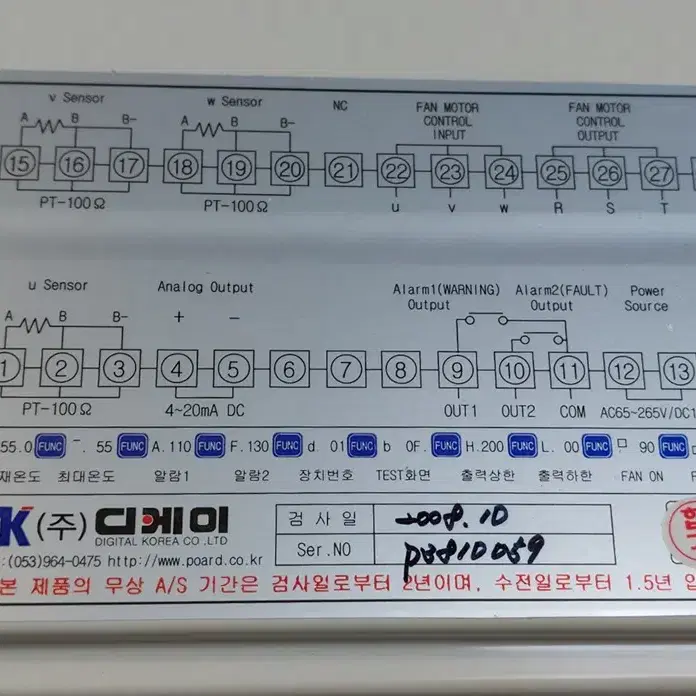 v Sensor w Sensor NC FAN MOTOR CONTROL INPUT FAN MOTOR CONTROL OUTPUT
A B B- A B B-
15 16 17 18 19 20 21 22 23 24 25 26 27
PT-100Ω PT-100Ω u v w R S T
u Sensor Analog Output Alarm1(WARNING) Output Alarm2(FAULT) Output Power Source
A B B- + -
1 2 3 4 5 6 7 8 9 10 11 12 13
PT-100Ω 4~20mA DC OUT1 OUT2 COM AC65~265V/DC1
55.0 FUNC 55 FUNC A.110 FUNC F.130 FUNC d. 01 FUNC b 0F. FUNC H.200 FUNC L. 00 FUNC 90 FUNC
재온도 최대온도 알람1 알람2 장치번호 TEST화면 출력상한 출력하한 FAN ON
K (주) 디케이
DIGITAL KOREA CO.,LTD
:(053)964-0475 http://www.poard.co.kr
검 사 일 2008.10
Ser.NO
본 제품의 무상 A/S 기간은 검사일로부터 2년이며, 수전일로부터 1.5년 입